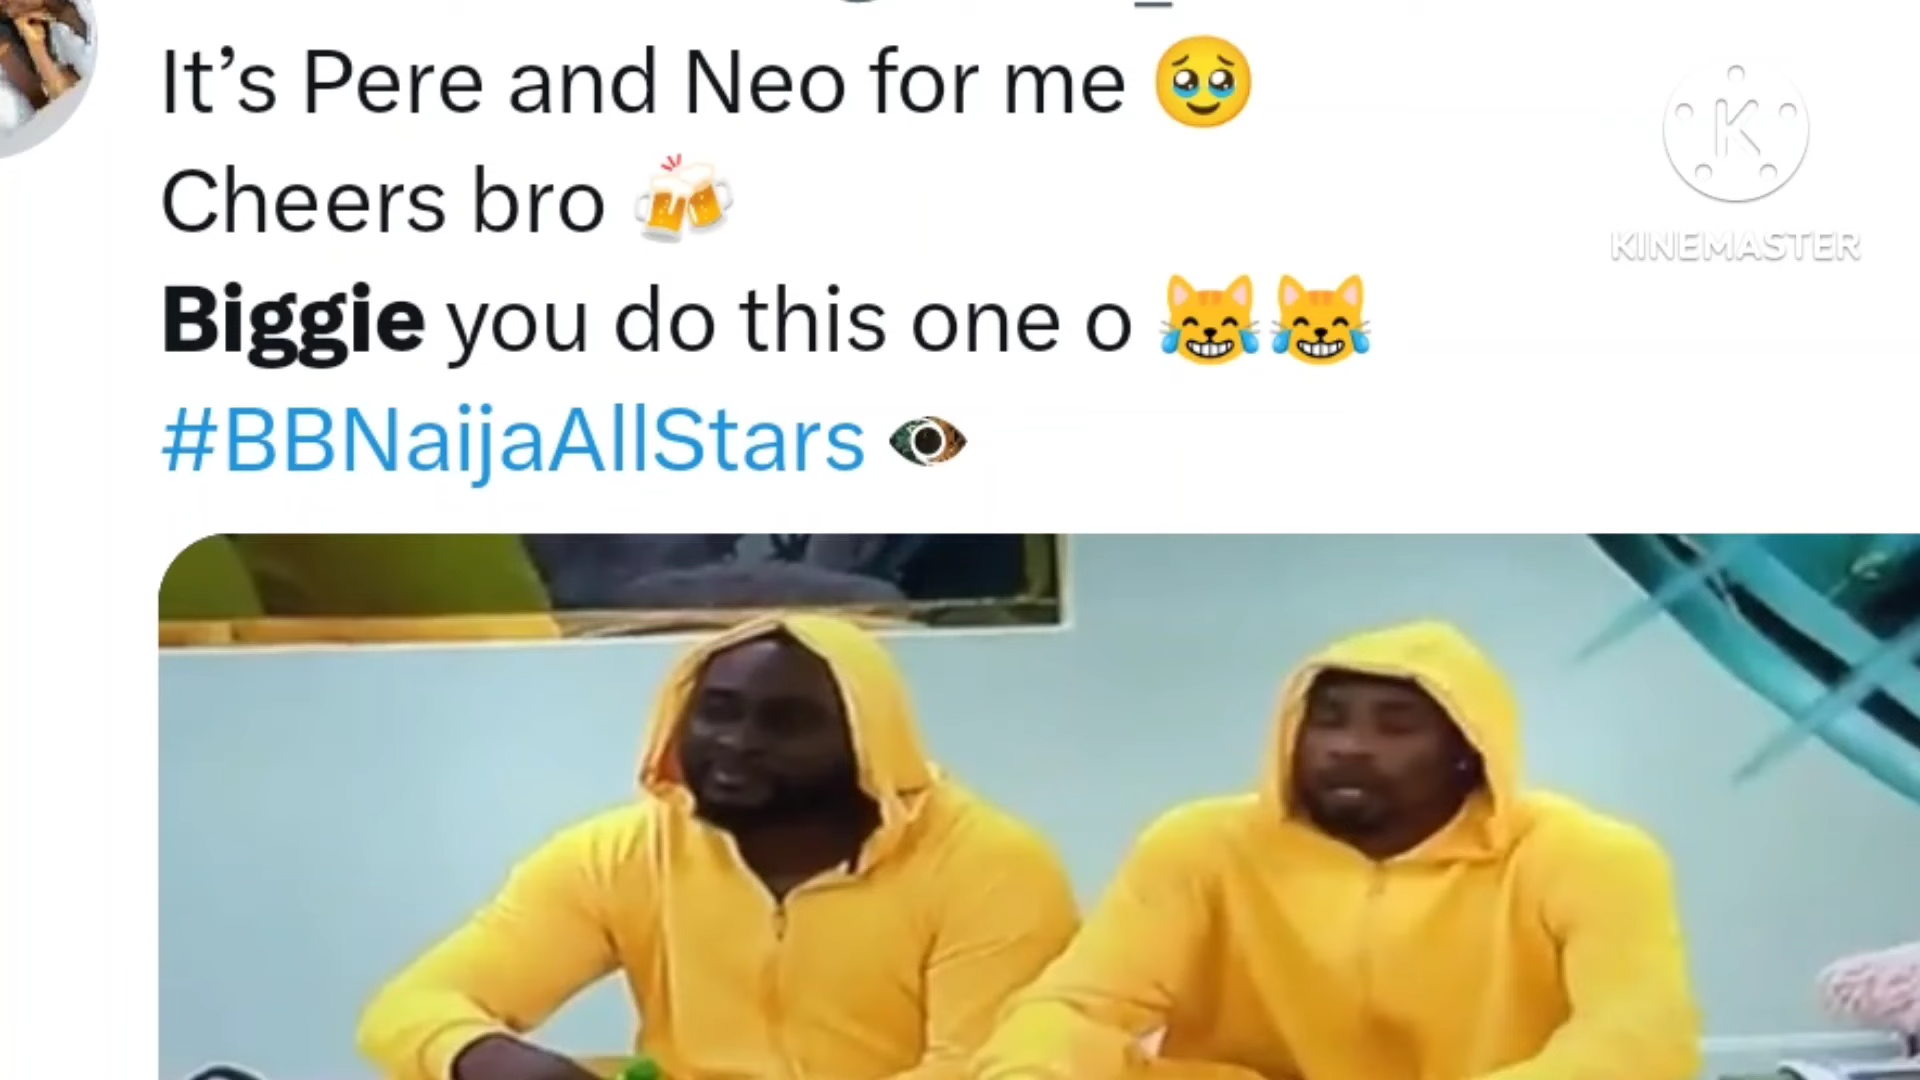 It's Pere and Neo for me 🥹
Cheers bro 🍻
Biggie you do this one o 😹😹
#BBNaijaAllStars
K
KINEMASTER